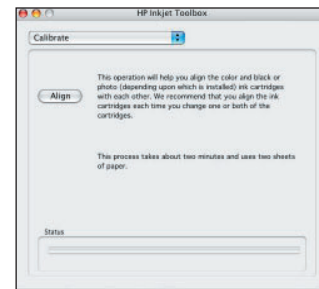 HP Inkjet Toolbox
Calibrate
Align
This operation will help you align the color and black or
photo (depending upon which is installed) ink cartridges
with each other. We recommend that you align the ink
cartridges each time you change one or both of the
cartridges.
This process takes about two minutes and uses two sheets
of paper.
Status